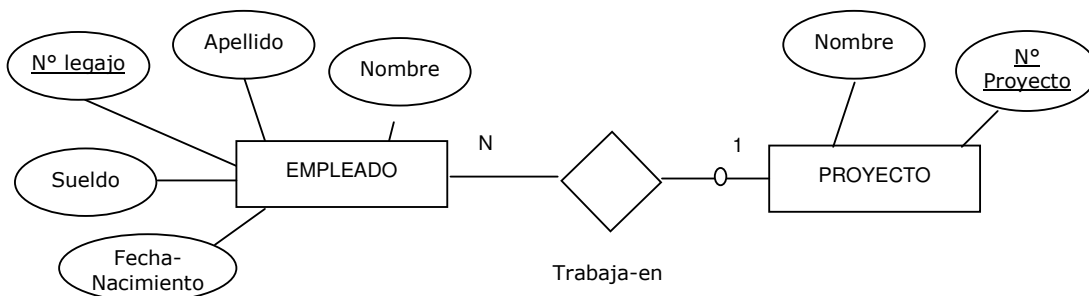 Apellido
Nombre
N° legajo
Nombre
N°
Proyecto
N
1
EMPLEADO
PROYECTO
Sueldo
Fecha-
Nacimiento
Trabaja-en